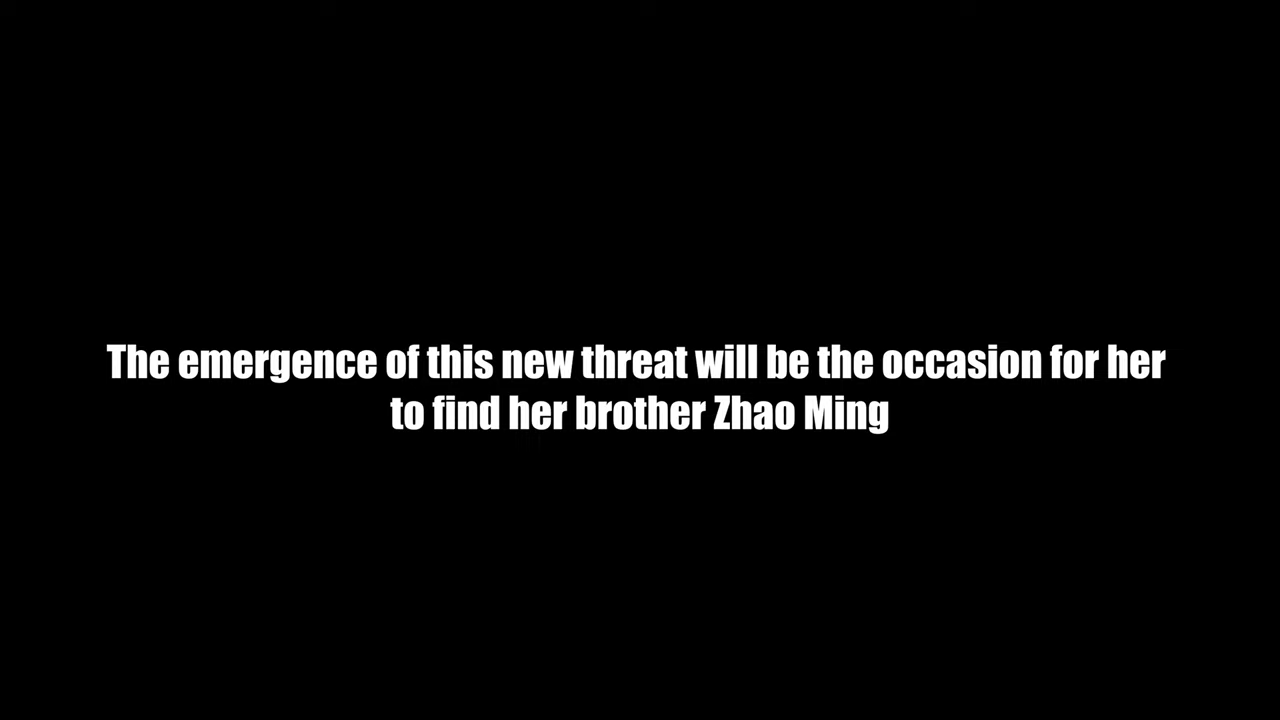 The emergence of this new threat will be the occasion for her
to find her brother Zhao Ming